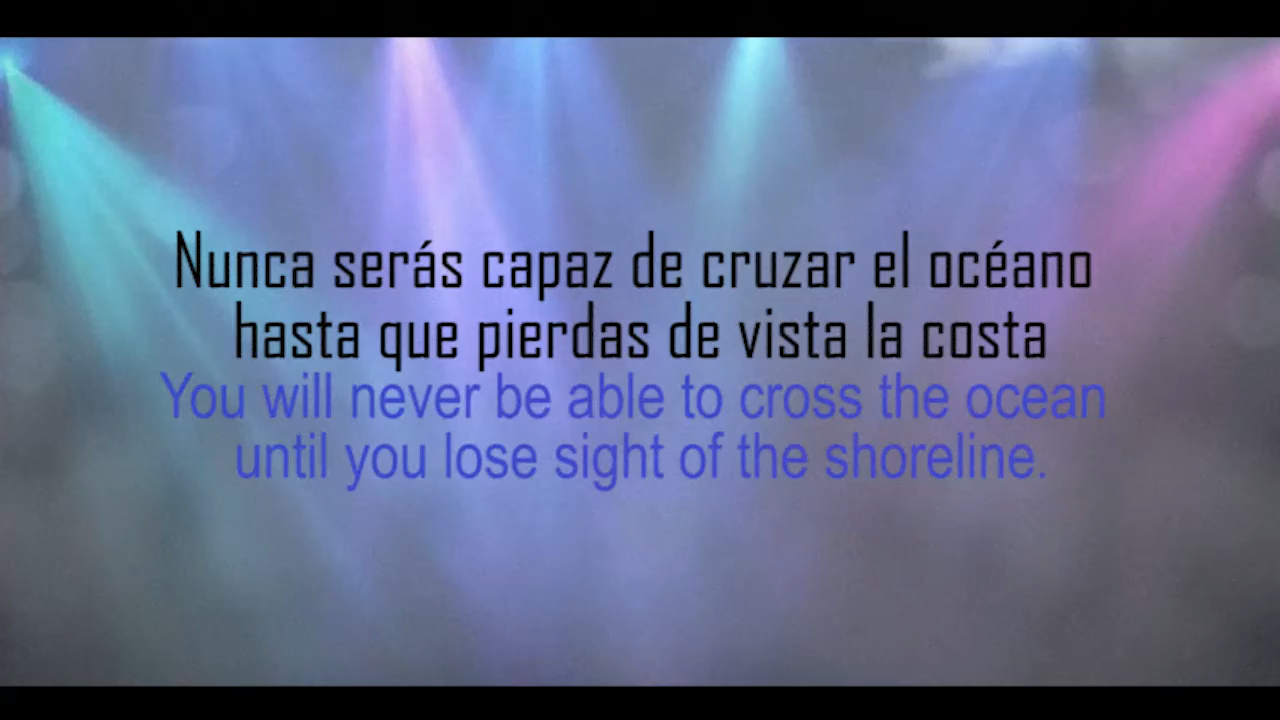 Nunca serás capaz de cruzar el océano
hasta que pierdas de vista la costa
You will never be able to cross the ocean
until you lose sight of the shoreline.